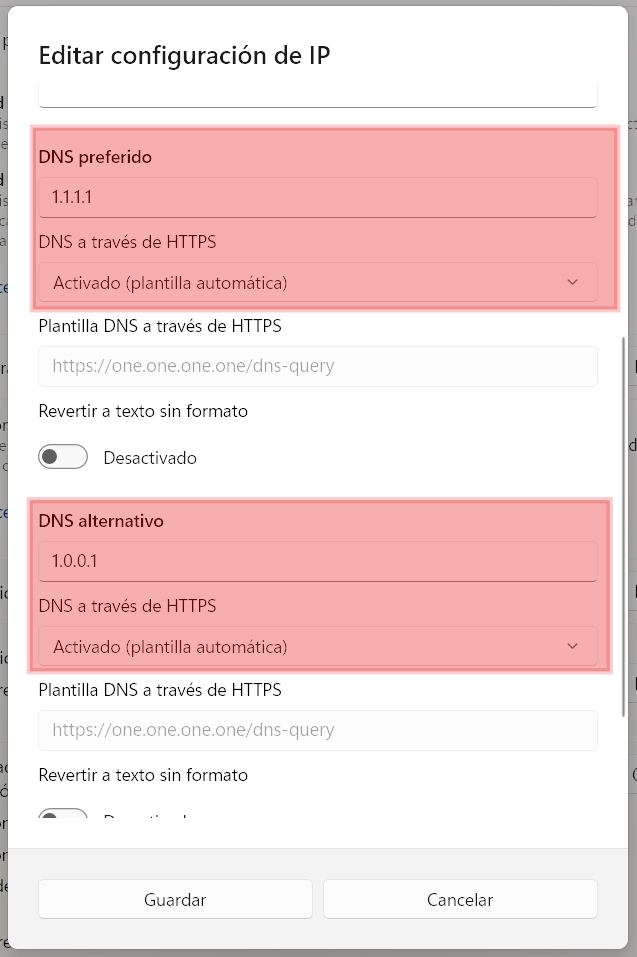 Editar configuración de IP
DNS preferido
1.1.1.1
DNS a través de HTTPS
Activado (plantilla automática)
Plantilla DNS a través de HTTPS
https://one.one.one.one/dns-query
Revertir a texto sin formato
Desactivado
DNS alternativo
1.0.0.1
DNS a través de HTTPS
Activado (plantilla automática)
Plantilla DNS a través de HTTPS
https://one.one.one.one/dns-query
Revertir a texto sin formato
Guardar
Cancelar